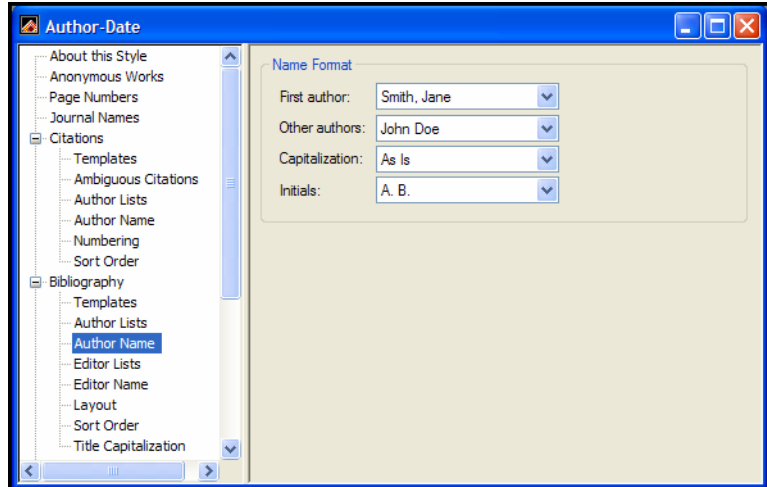 Author-Date
About this Style
Anonymous Works
Page Numbers
Journal Names
Citations
Templates
Ambiguous Citations
Author Lists
Author Name
Numbering
Sort Order
Bibliography
Templates
Author Lists
Author Name
Editor Lists
Editor Name
Layout
Sort Order
Title Capitalization
Name Format
First author: Smith, Jane
Other authors: John Doe
Capitalization: As Is
Initials: A. B.